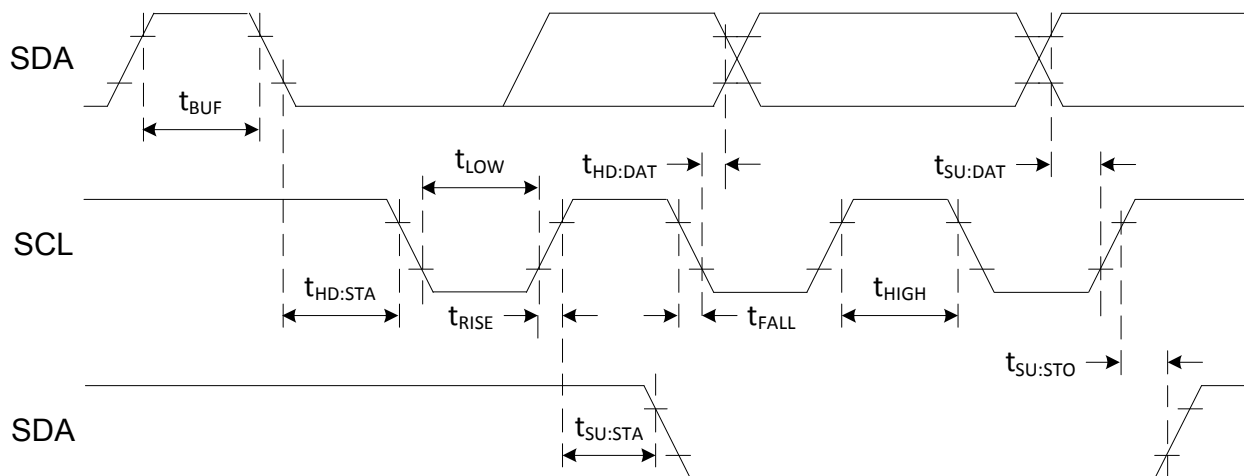 SDA
tBUF
tLOW
tHD:DAT
tSU:DAT
SCL
tHD:STA
tRISE
tFALL
tHIGH
tSU:STO
SDA
tSU:STA